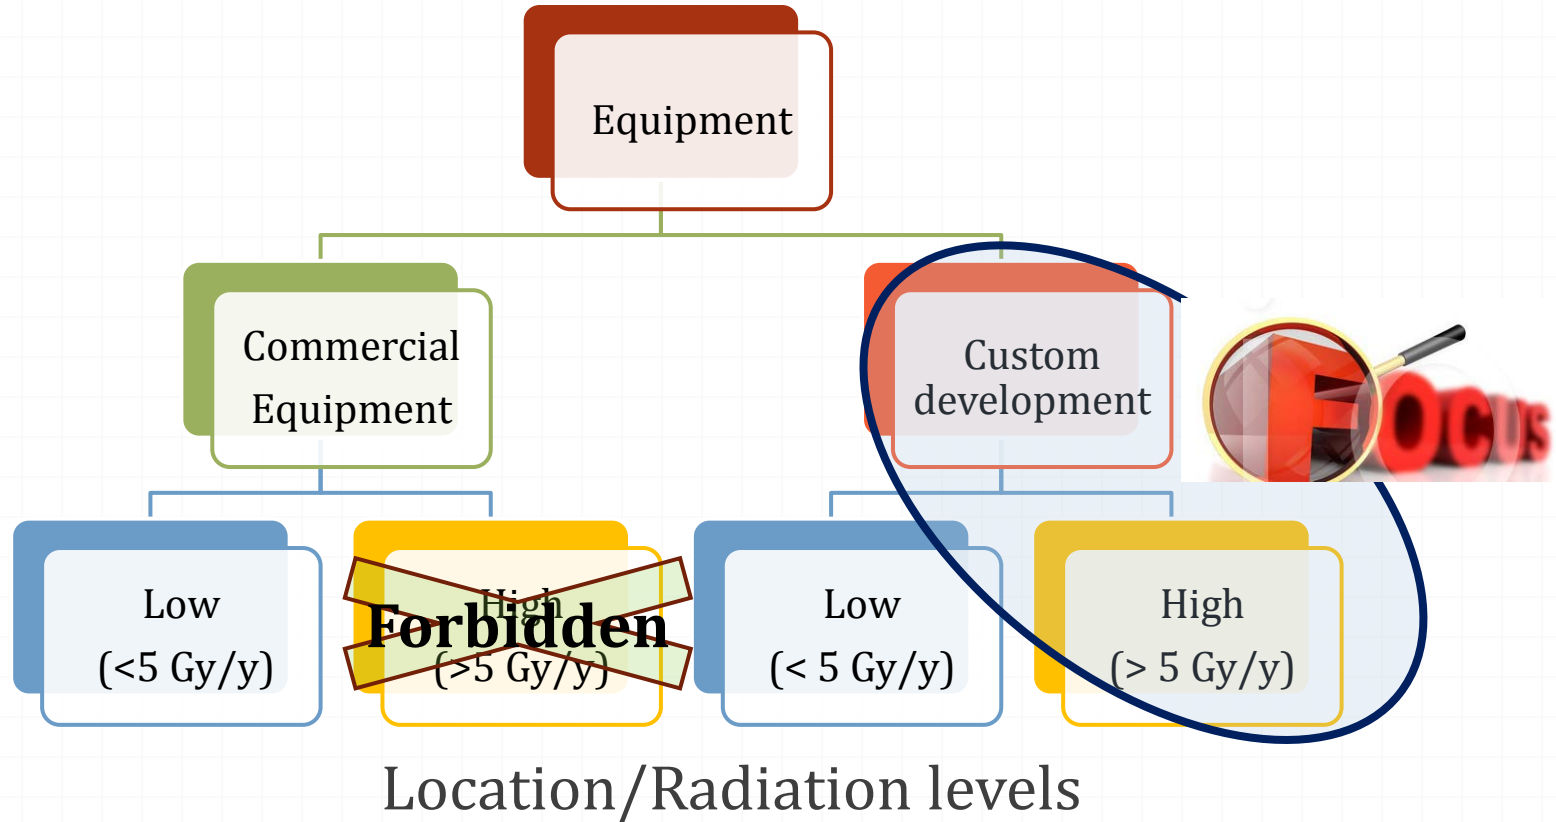 Equipment
Commercial
Equipment
Custom
development
FOCUS
Low
(<5 Gy/y)
High
(>5 Gy/y)
Forbidden
Low
(< 5 Gy/y)
High
(> 5 Gy/y)
Location/Radiation levels